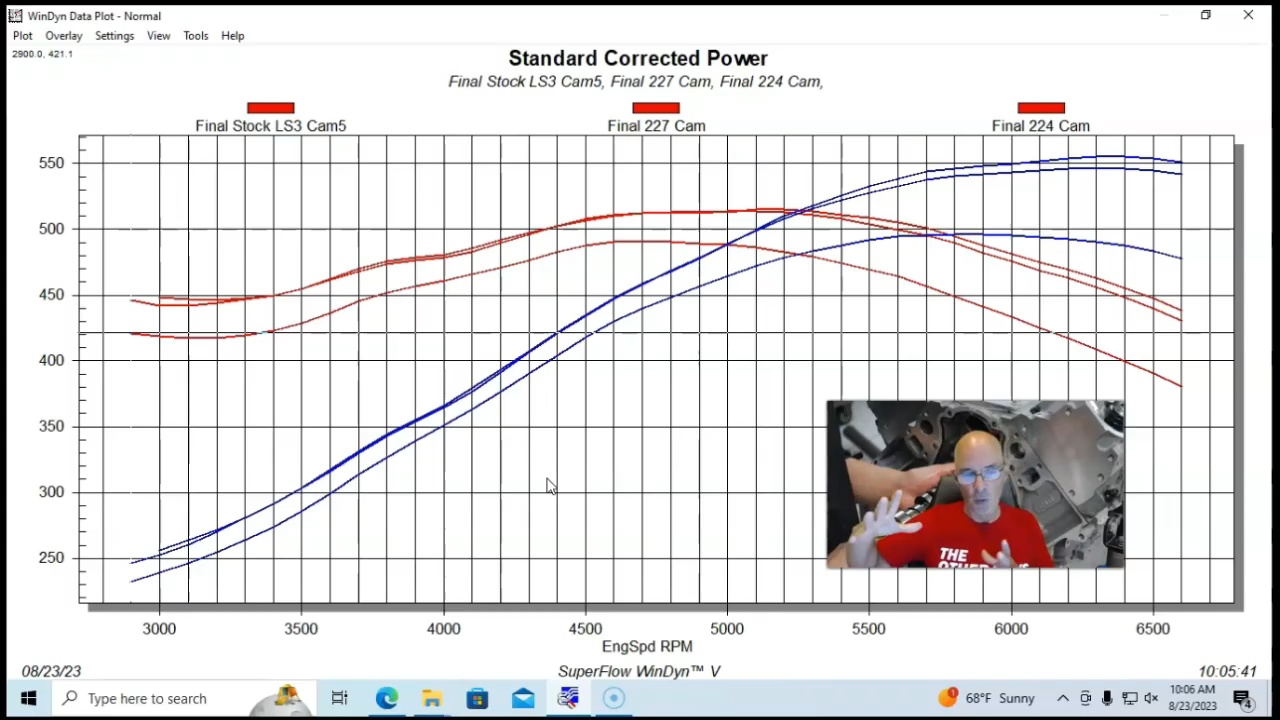 WinDyn Data Plot - Normal
Plot Overlay Settings View Tools Help
2900.0, 421.1
Standard Corrected Power
Final Stock LS3 Cam5, Final 227 Cam, Final 224 Cam,
Final Stock LS3 Cam5 Final 227 Cam Final 224 Cam
550
500
450
400
350
300
250
3000 3500 4000 4500 5000 5500 6000 6500
EngSpd RPM
THE
08/23/23 SuperFlow WinDyn™ V 10:05:41
Type here to search
68°F Sunny
10:06 AM
8/23/2023
4
1